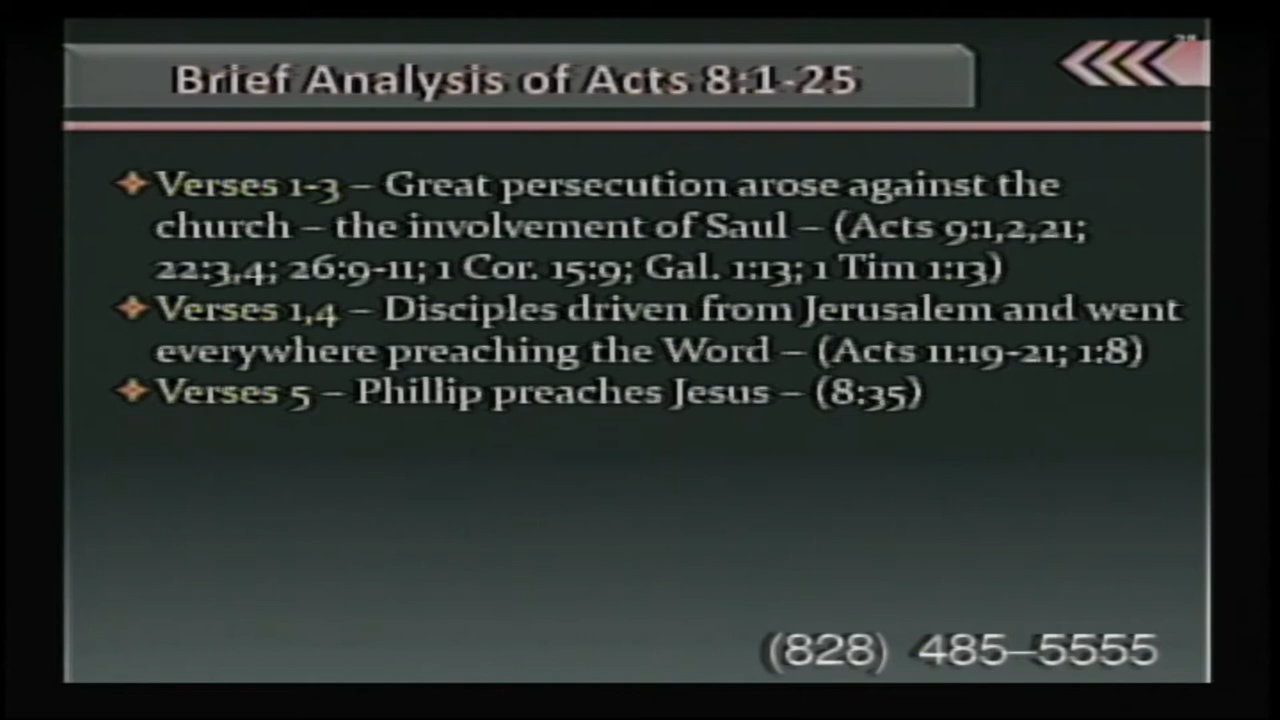 Brief Analysis of Acts 8:1-25
Verses 1-3 – Great persecution arose against the
church – the involvement of Saul – (Acts 9:1,2,21;
22:3,4; 26:9-11; 1 Cor. 15:9; Gal. 1:13; 1 Tim 1:13)
Verses 1,4 – Disciples driven from Jerusalem and went
everywhere preaching the Word – (Acts 11:19-21; 1:8)
Verses 5 – Phillip preaches Jesus – (8:35)
(828) 485–5555